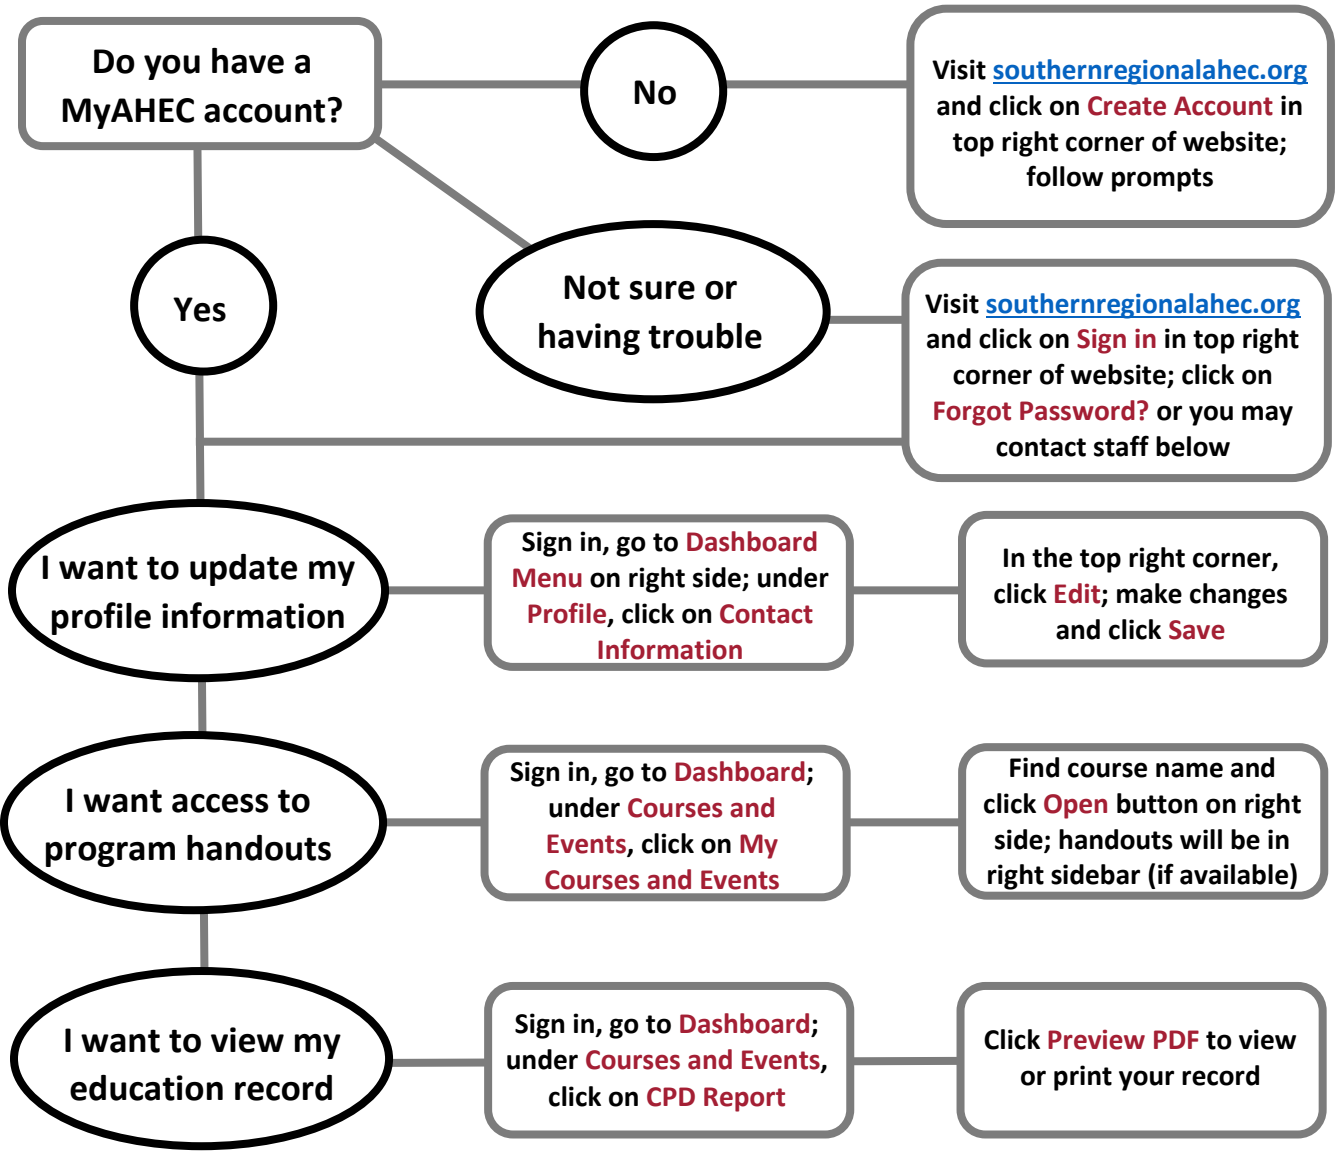 Do you have a
MyAHEC account?
No
Visit southernregionalahec.org
and click on Create Account in
top right corner of website;
follow prompts
Yes
Not sure or
having trouble
Visit southernregionalahec.org
and click on Sign in in top right
corner of website; click on
Forgot Password? or you may
contact staff below
I want to update my
profile information
Sign in, go to Dashboard
Menu on right side; under
Profile, click on Contact
Information
In the top right corner,
click Edit; make changes
and click Save
I want access to
program handouts
Sign in, go to Dashboard;
under Courses and
Events, click on My
Courses and Events
Find course name and
click Open button on right
side; handouts will be in
right sidebar (if available)
I want to view my
education record
Sign in, go to Dashboard;
under Courses and Events,
click on CPD Report
Click Preview PDF to view
or print your record